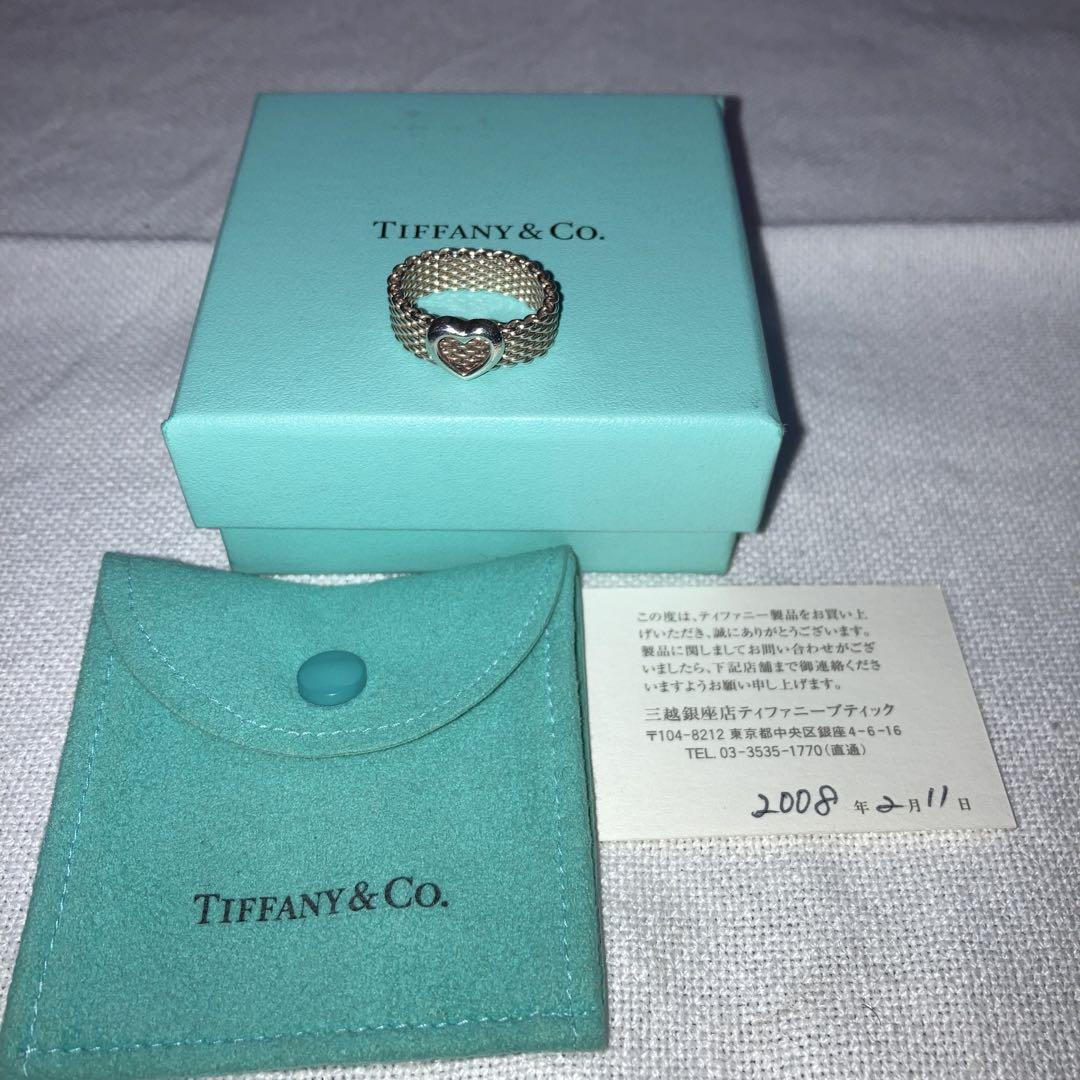 TIFFANY & CO.
この度は、ティファニー製品をお買い上
げいただき、誠にありがとうございます。
製品に関しましてお問い合わせがござ
いましたら、下記店舗まで御連絡くださ
いますようお願い申し上げます。
三越銀座店ティファニーブティック
〒104-8212 東京都中央区銀座4-6-16
TEL. 03-3535-1770(直通)
2008年2月11日
TIFFANY & CO.